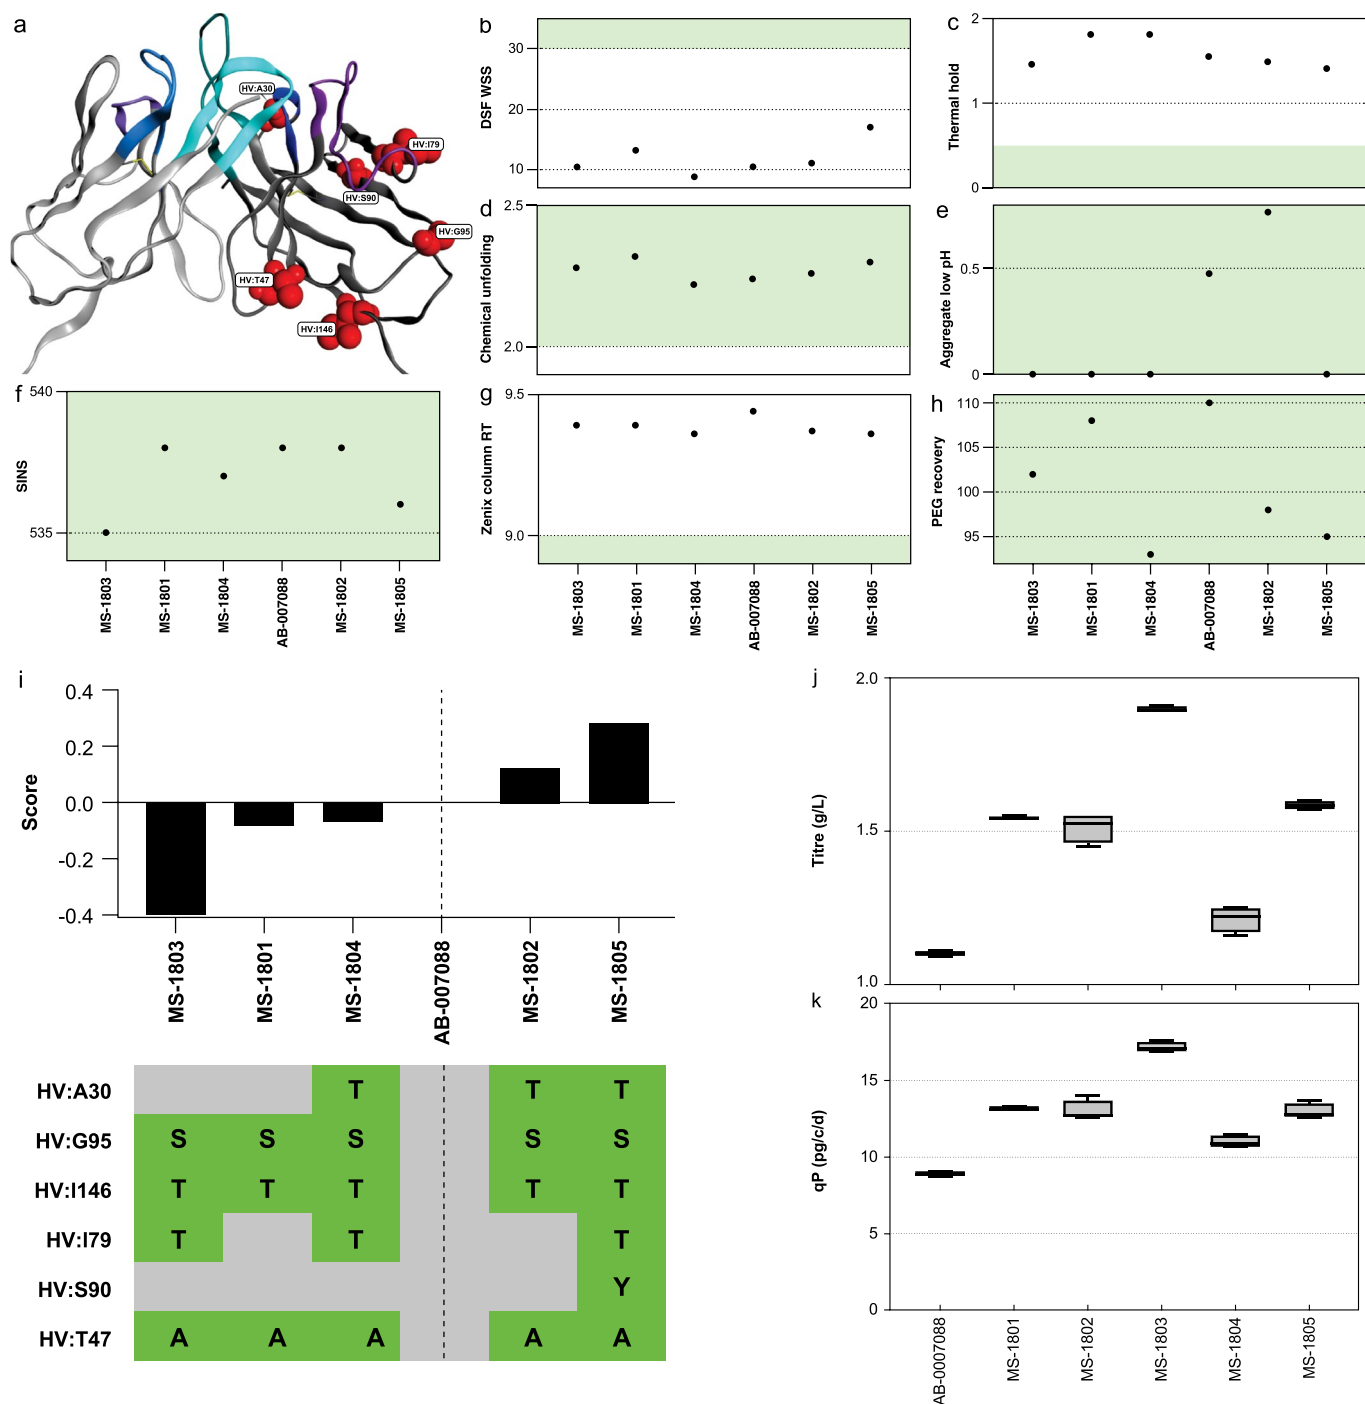 a
HV:A30
HV:I79
HV:S90
HV:G95
HV:T47
HV:I146
b
DSF WSS
30
20
10
c
Thermal hold
2
1
0
d
Chemical unfolding
2.5
2.0
e
Aggregate low pH
0.5
0
f
SINS
540
535
MS-1803
MS-1801
MS-1804
AB-007088
MS-1802
MS-1805
g
Zenix column RT
9.5
9.0
MS-1803
MS-1801
MS-1804
AB-007088
MS-1802
MS-1805
h
PEG recovery
110
105
100
95
MS-1803
MS-1801
MS-1804
AB-007088
MS-1802
MS-1805
i
Score
0.4
0.2
0.0
-0.2
-0.4
MS-1803
MS-1801
MS-1804
AB-007088
MS-1802
MS-1805
HV:A30 T T T
HV:G95 S S S S S
HV:I146 T T T T T
HV:I79 T T T
HV:S90 Y
HV:T47 A A A A A
j
Titre (g/L)
2.0
1.5
1.0
k
qP (pg/c/d)
20
15
10
5
0
AB-0007088
MS-1801
MS-1802
MS-1803
MS-1804
MS-1805